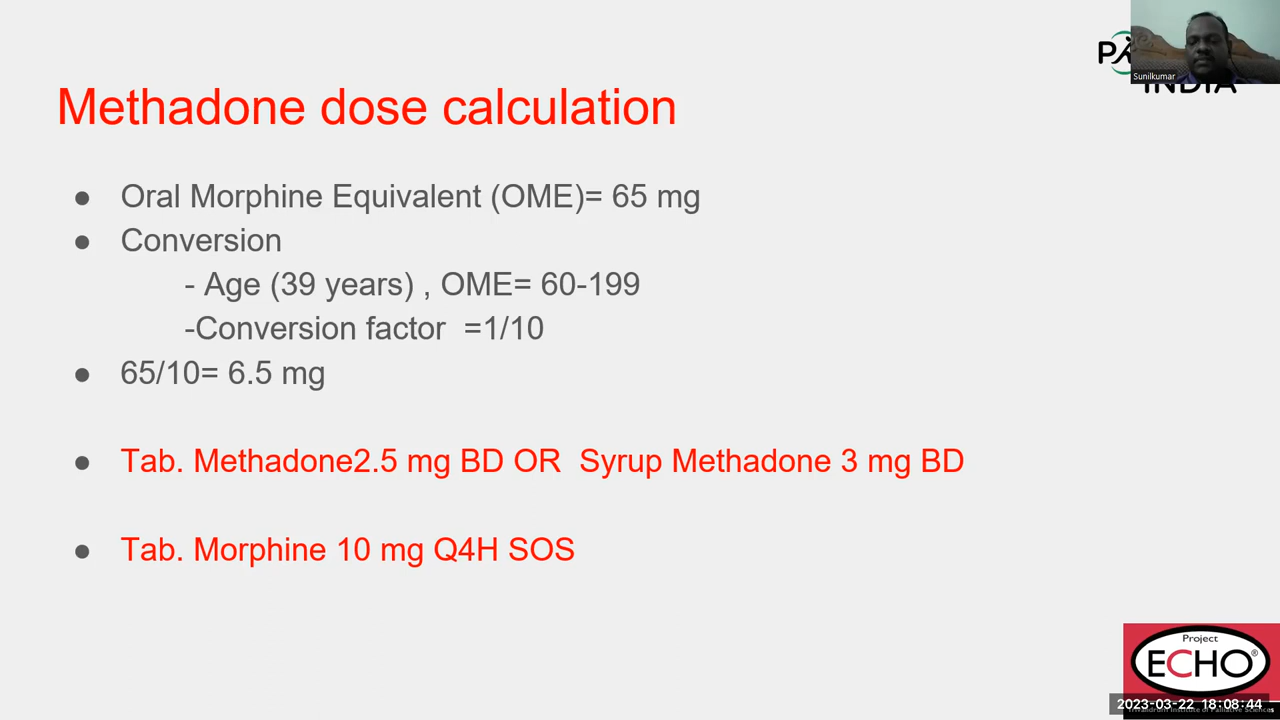 Sunilkumar
INDIA
Methadone dose calculation
● Oral Morphine Equivalent (OME)= 65 mg
● Conversion
- Age (39 years) , OME= 60-199
-Conversion factor =1/10
● 65/10= 6.5 mg
● Tab. Methadone2.5 mg BD OR Syrup Methadone 3 mg BD
● Tab. Morphine 10 mg Q4H SOS
Project
ECHO®
2023-03-22 18:08:44